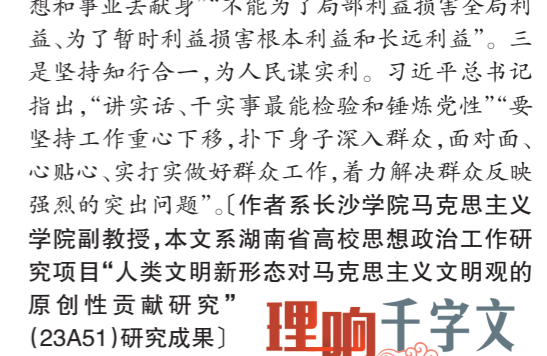 想和事业去献身”“不能为了局部利益损害全局利
益、为了暂时利益损害根本利益和长远利益”。三
是坚持知行合一，为人民谋实利。习近平总书记
指出，“讲实话、干实事最能检验和锤炼党性”“要
坚持工作重心下移，扑下身子深入群众，面对面、
心贴心、实打实做好群众工作，着力解决群众反映
强烈的突出问题”。〔作者系长沙学院马克思主义
学院副教授，本文系湖南省高校思想政治工作研
究项目“人类文明新形态对马克思主义文明观的
原创性贡献研究”
(23A51)研究成果〕
理响千字文